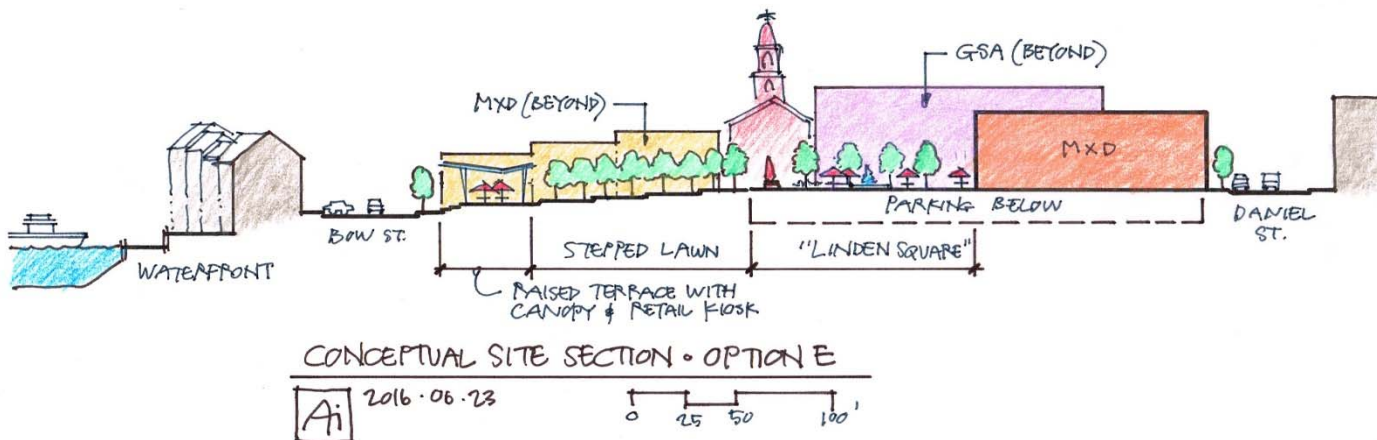 GSA (BEYOND)
MXD (BEYOND)
MXD
PARKING BELOW
BOW ST.
DANIEL
ST.
WATERFRONT
STEPPED LAWN
"LINDEN SQUARE"
RAISED TERRACE WITH
CANOPY & RETAIL KIOSK
CONCEPTUAL SITE SECTION • OPTION E
Ai
2016 • 06 • 23
0 25 50 100'